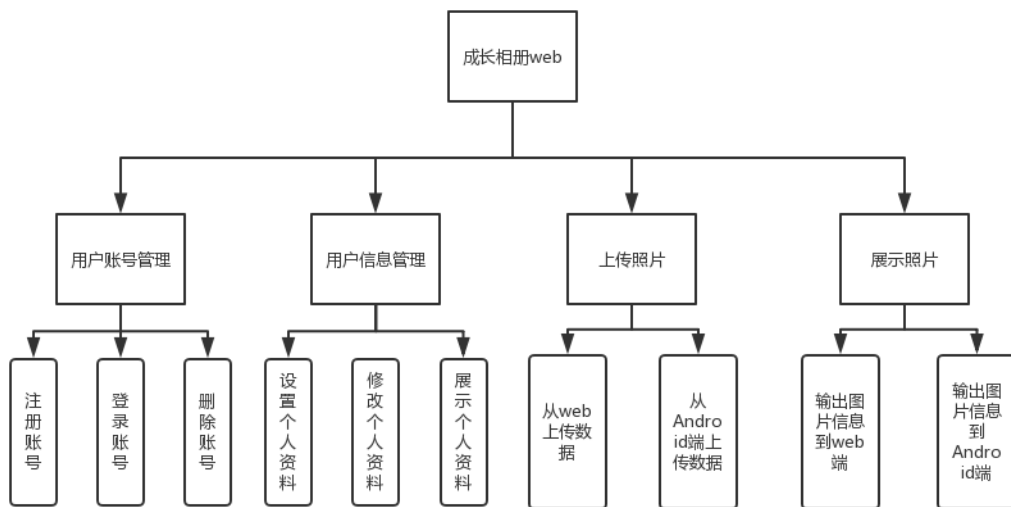 成长相册web
用户账号管理
用户信息管理
上传照片
展示照片
注册账号
登录账号
删除账号
设置个人资料
修改个人资料
展示个人资料
从web
上传数
据
从
Andro
id端上
传数据
输出图
片信息
到web
端
输出图
片信息
到
Andro
id端